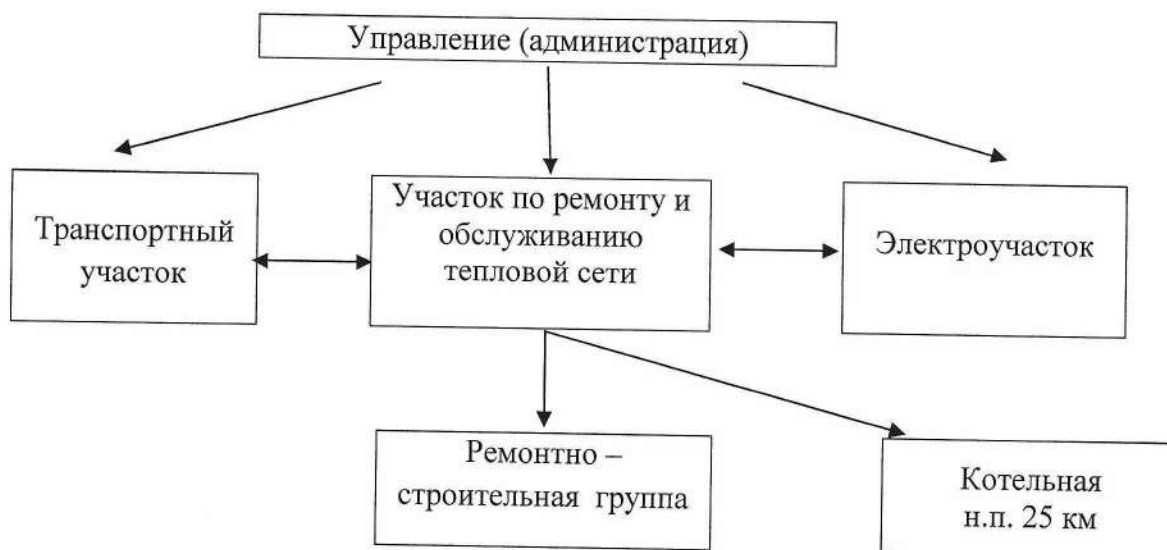 Управление (администрация)
Транспортный
участок
Участок по ремонту и
обслуживанию
тепловой сети
Электроучасток
Ремонтно –
строительная группа
Котельная
н.п. 25 км